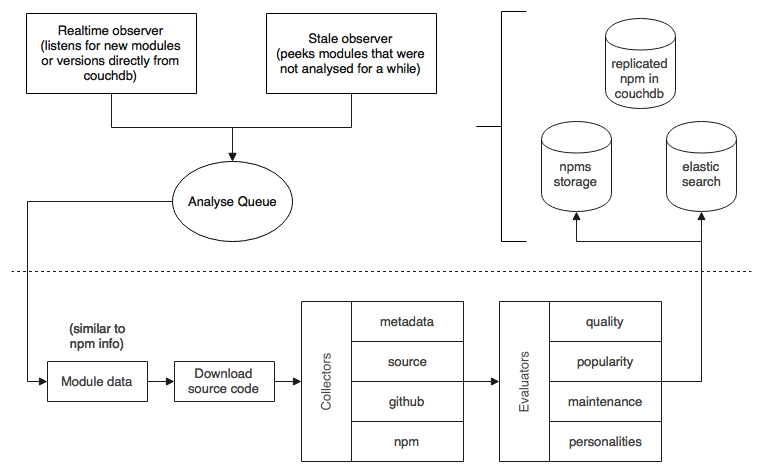 Realtime observer
(listens for new modules
or versions directly from
couchdb)
Stale observer
(peeks modules that were
not analysed for a while)
replicated
npm in
couchdb
npms
storage
elastic
search
Analyse Queue
(similar to
npm info)
Module data
Download
source code
Collectors
metadata
source
github
npm
Evaluators
quality
popularity
maintenance
personalities